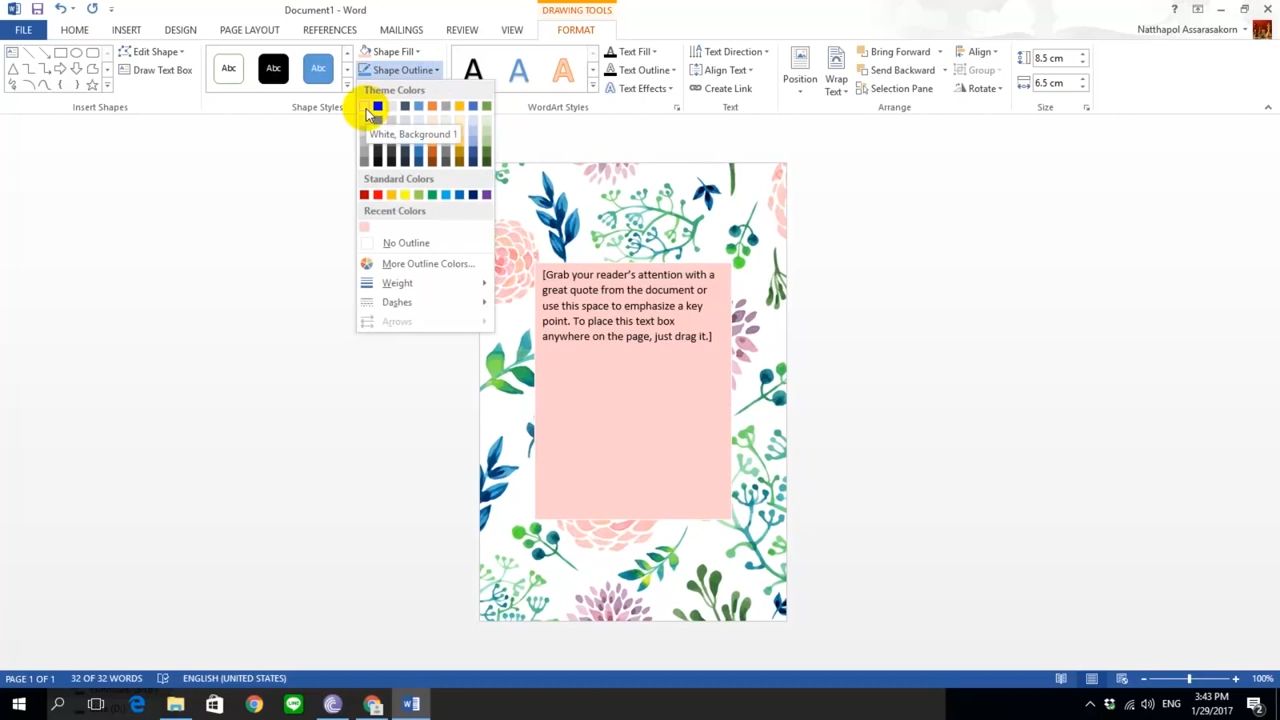 Document1 - Word
DRAWING TOOLS
FILE HOME INSERT DESIGN PAGE LAYOUT REFERENCES MAILINGS REVIEW VIEW FORMAT
Natthapol Assarasakorn
Edit Shape
Draw Text Box
Insert Shapes
Abc Abc Abc
Shape Styles
Shape Fill
Shape Outline
A A A
WordArt Styles
Text Fill
Text Outline
Text Effects
Text Direction
Align Text
Create Link
Text
Position
Wrap
Text
Bring Forward
Send Backward
Selection Pane
Align
Group
Rotate
Arrange
8.5 cm
6.5 cm
Size
Theme Colors
White, Background 1
Standard Colors
Recent Colors
No Outline
More Outline Colors...
Weight
Dashes
Arrows
[Grab your reader's attention with a
great quote from the document or
use this space to emphasize a key
point. To place this text box
anywhere on the page, just drag it.]
PAGE 1 OF 1 32 OF 32 WORDS ENGLISH (UNITED STATES)
100%
ENG
3:43 PM
1/29/2017